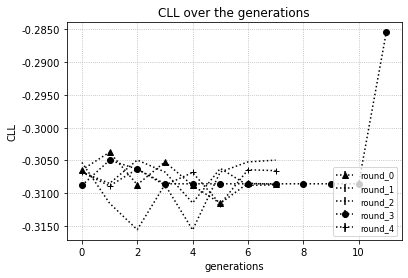 CLL over the generations
-0.2850
-0.2900
-0.2950
-0.3000
-0.3050
-0.3100
-0.3150
CLL
0 2 4 6 8 10
generations
round_0
round_1
round_2
round_3
round_4